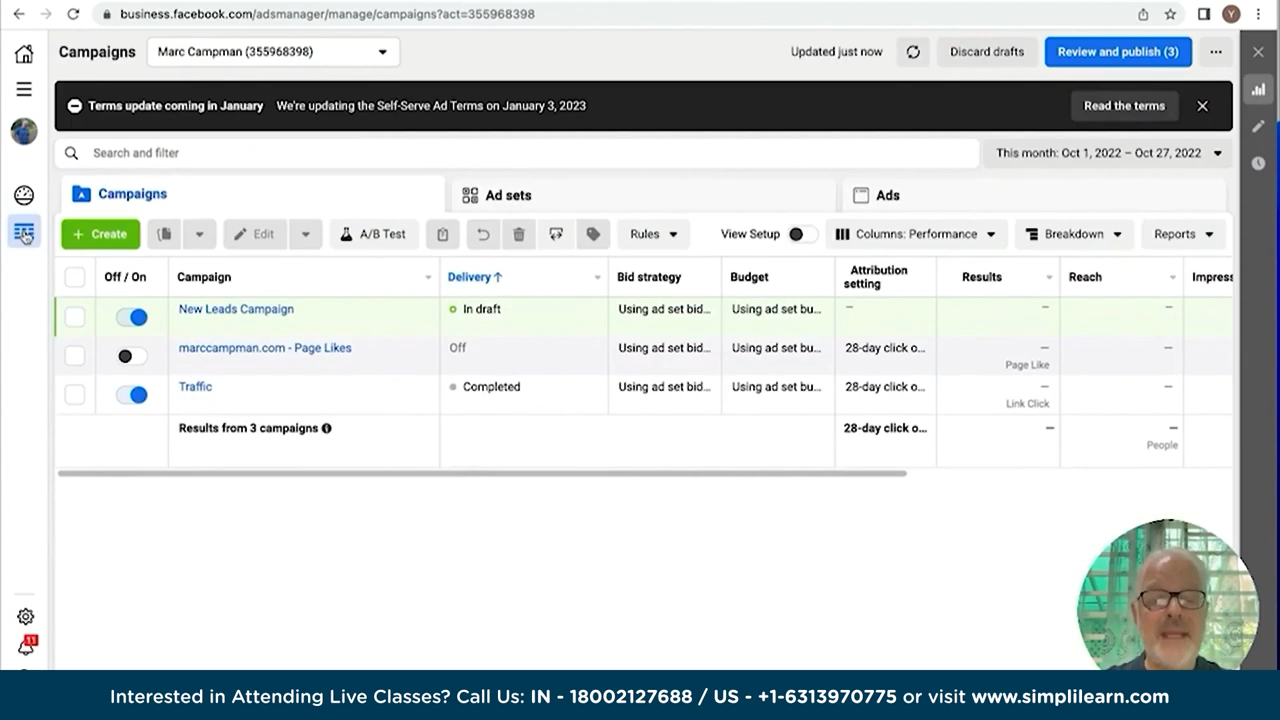 business.facebook.com/adsmanager/manage/campaigns?act=355968398
Y
Campaigns
Marc Campman (355968398)
Updated just now
Discard drafts
Review and publish (3)
Terms update coming in January We're updating the Self-Serve Ad Terms on January 3, 2023
Read the terms
Search and filter
This month: Oct 1, 2022 – Oct 27, 2022
Campaigns
Ad sets
Ads
+ Create
Edit
A/B Test
Rules
View Setup
Columns: Performance
Breakdown
Reports
Off / On
Campaign
Delivery ↑
Bid strategy
Budget
Attribution setting
Results
Reach
Impress
New Leads Campaign
In draft
Using ad set bid...
Using ad set bu...
—
—
—
marccampman.com - Page Likes
Off
Using ad set bid...
Using ad set bu...
28-day click o...
—
Page Like
—
Traffic
Completed
Using ad set bid...
Using ad set bu...
28-day click o...
—
Link Click
—
Results from 3 campaigns
28-day click o...
—
—
People
11
Interested in Attending Live Classes? Call Us: IN - 18002127688 / US - +1-6313970775 or visit www.simplilearn.com